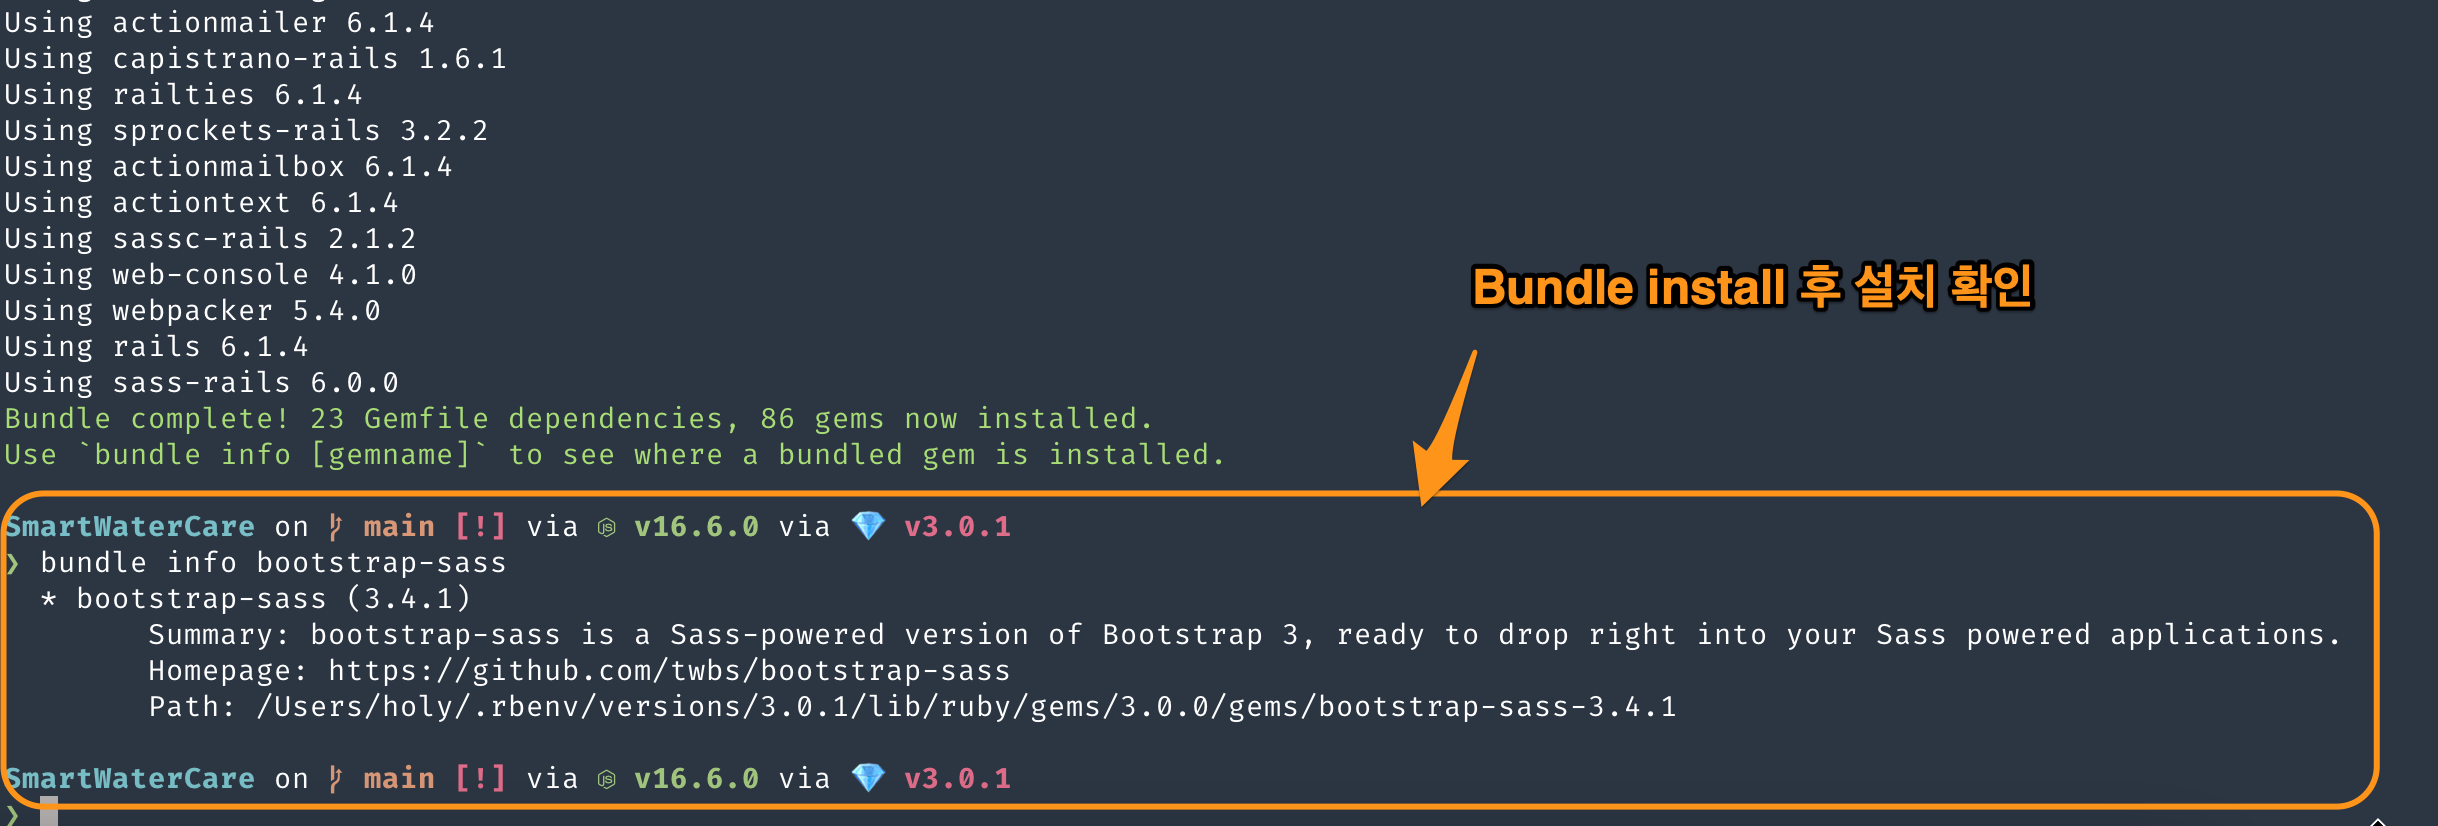 Using actionmailer 6.1.4
Using capistrano-rails 1.6.1
Using railties 6.1.4
Using sprockets-rails 3.2.2
Using actionmailbox 6.1.4
Using actiontext 6.1.4
Using sassc-rails 2.1.2
Using web-console 4.1.0
Using webpacker 5.4.0
Using rails 6.1.4
Using sass-rails 6.0.0
Bundle complete! 23 Gemfile dependencies, 86 gems now installed.
Use `bundle info [gemname]` to see where a bundled gem is installed.
Bundle install 후 설치 확인
SmartWaterCare on main [!] via v16.6.0 via 💎 v3.0.1
❯ bundle info bootstrap-sass
* bootstrap-sass (3.4.1)
Summary: bootstrap-sass is a Sass-powered version of Bootstrap 3, ready to drop right into your Sass powered applications.
Homepage: https://github.com/twbs/bootstrap-sass
Path: /Users/holy/.rbenv/versions/3.0.1/lib/ruby/gems/3.0.0/gems/bootstrap-sass-3.4.1
SmartWaterCare on main [!] via v16.6.0 via 💎 v3.0.1
❯